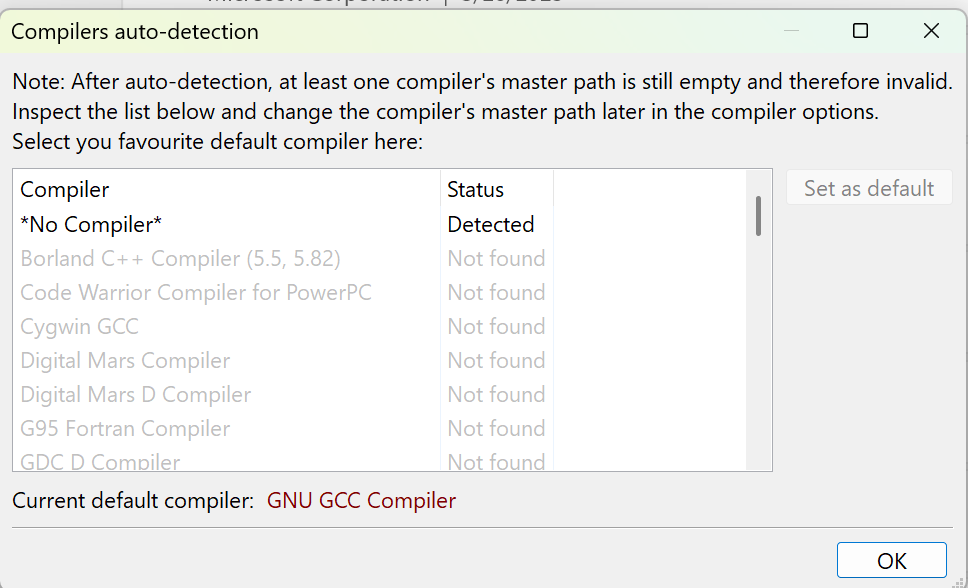 Compilers auto-detection
Note: After auto-detection, at least one compiler's master path is still empty and therefore invalid.
Inspect the list below and change the compiler's master path later in the compiler options.
Select you favourite default compiler here:
Compiler Status
Set as default
*No Compiler* Detected
Borland C++ Compiler (5.5, 5.82) Not found
Code Warrior Compiler for PowerPC Not found
Cygwin GCC Not found
Digital Mars Compiler Not found
Digital Mars D Compiler Not found
G95 Fortran Compiler Not found
GDC D Compiler Not found
Current default compiler: GNU GCC Compiler
OK